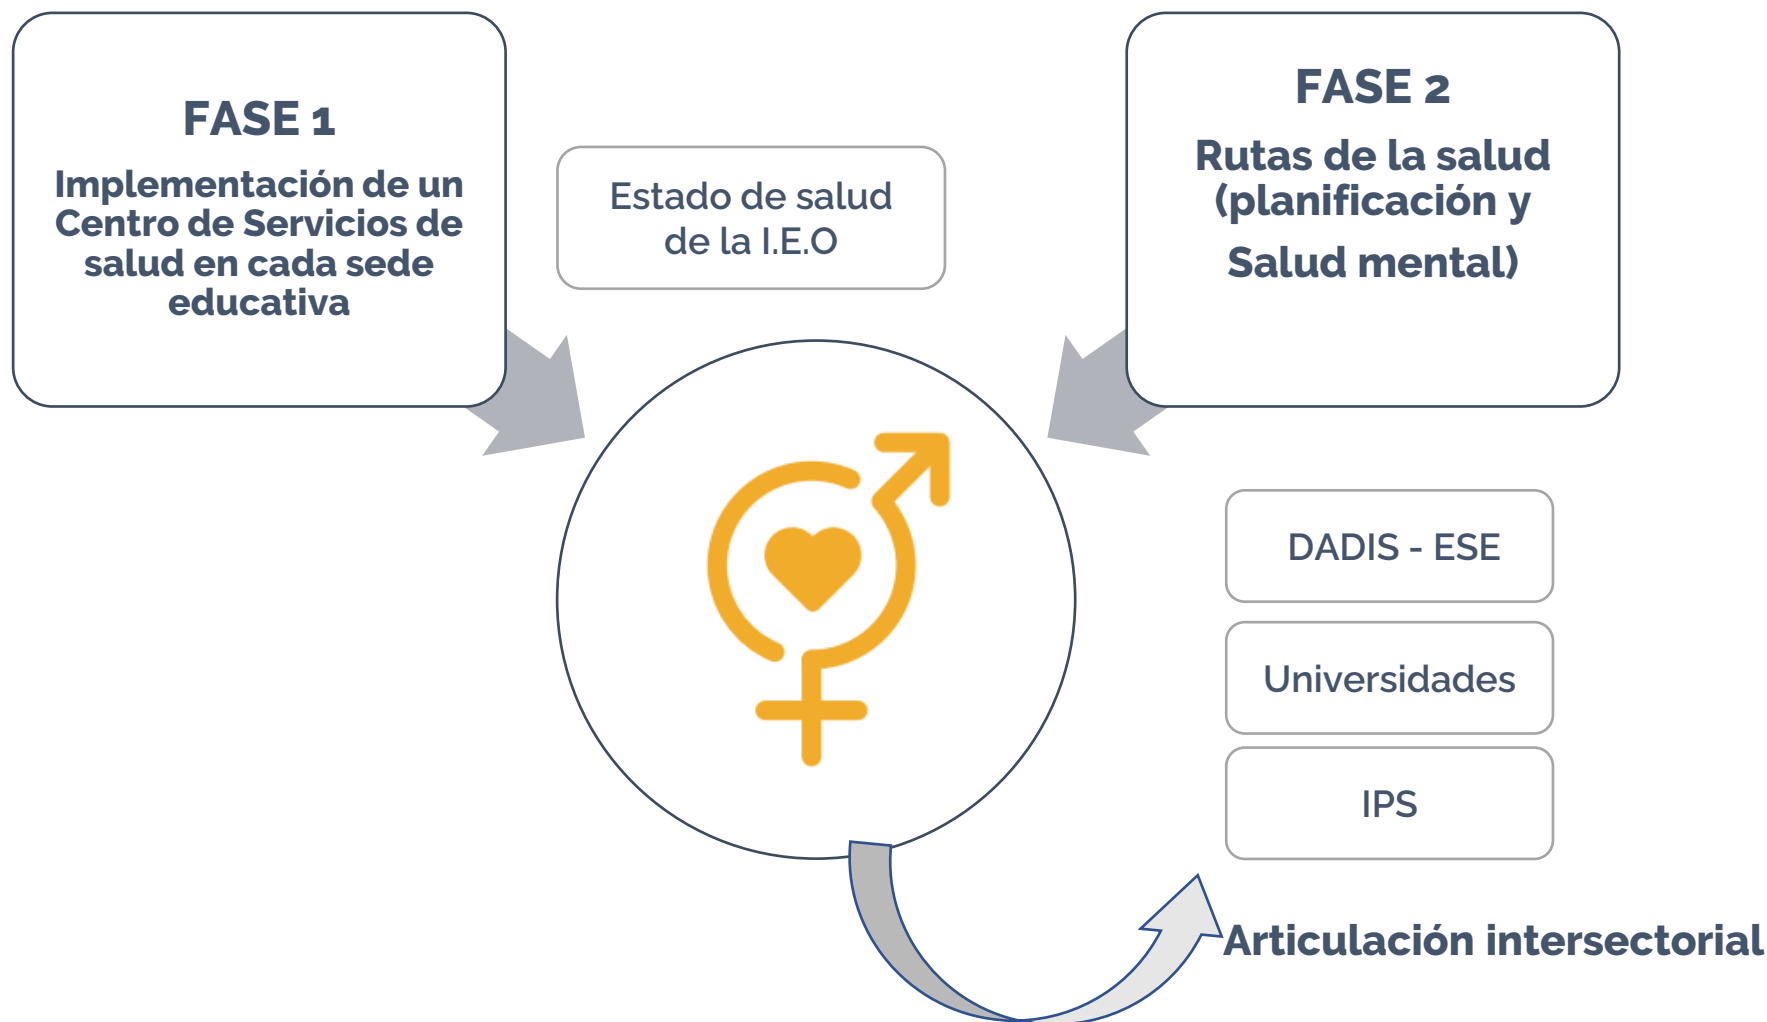 FASE 1
Implementación de un
Centro de Servicios de
salud en cada sede
educativa
Estado de salud
de la I.E.O
FASE 2
Rutas de la salud
(planificación y
Salud mental)
DADIS - ESE
Universidades
IPS
Articulación intersectorial